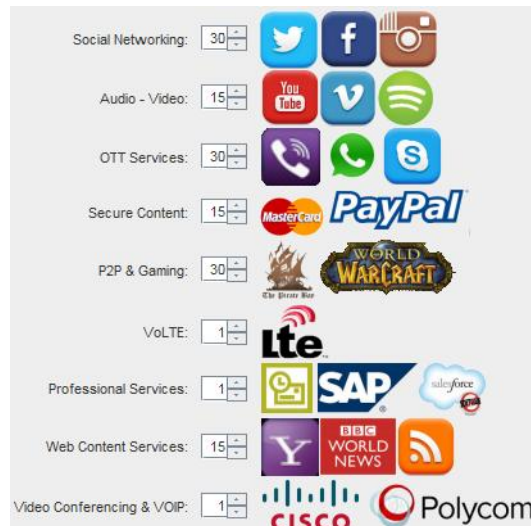 Social Networking: 30
Audio - Video: 15 You Tube
OTT Services: 30
Secure Content: 15 MasterCard PayPal
P2P & Gaming: 30 The Pirate Bay WORLD WARCRAFT
VoLTE: 1 Lte
Professional Services: 1 SAP salesforce
Web Content Services: 15 Y BBC WORLD NEWS
Video Conferencing & VOIP: 1 CISCO Polycom